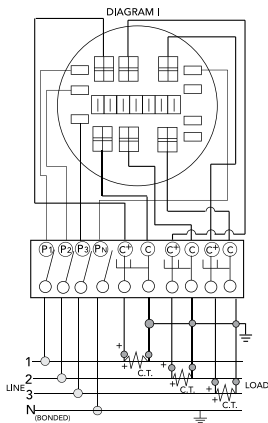 DIAGRAM I
P1 P2 P3 PN C+ C C+ C C+ C
+
+ C.T.
1
+
+ C.T.
2
LINE LOAD
3
+ C.T.
N
(BONDED)